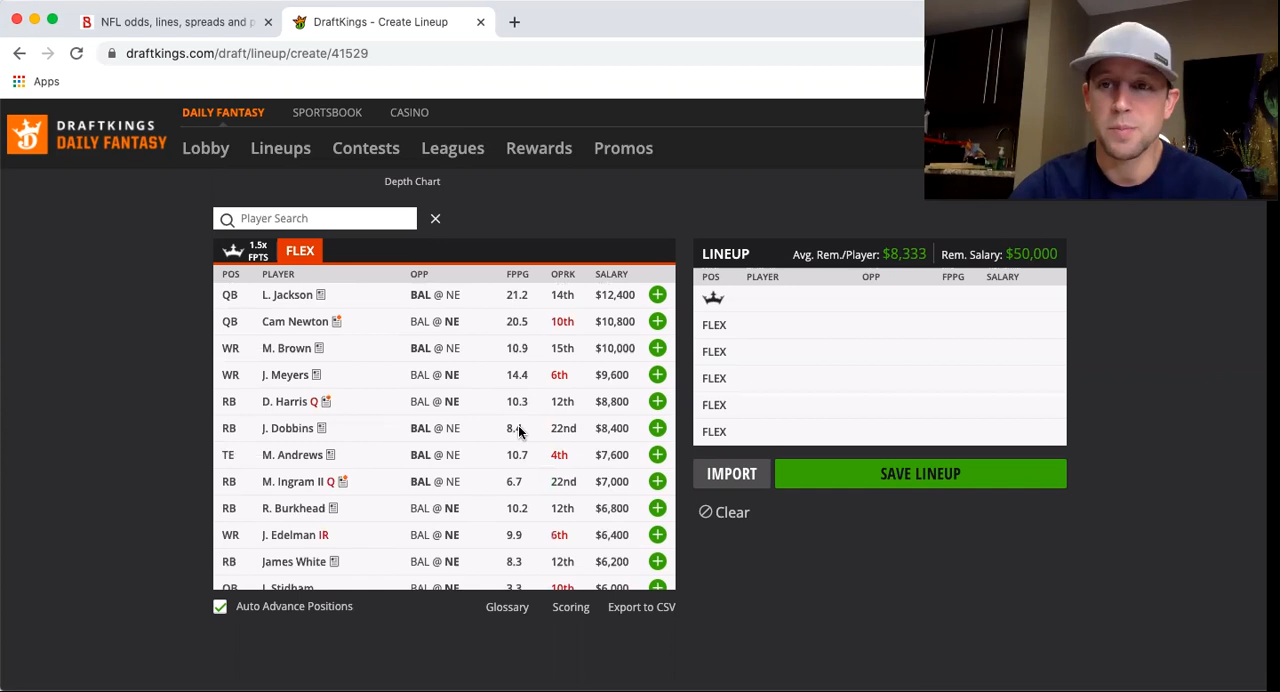 NFL odds, lines, spreads and p
DraftKings - Create Lineup
draftkings.com/draft/lineup/create/41529
Apps
DRAFTKINGS
DAILY FANTASY
DAILY FANTASY SPORTSBOOK CASINO
Lobby Lineups Contests Leagues Rewards Promos
Depth Chart
Player Search
1.5x FPTS FLEX
POS PLAYER OPP FPPG OPRK SALARY
QB L. Jackson BAL @ NE 21.2 14th $12,400
QB Cam Newton BAL @ NE 20.5 10th $10,800
WR M. Brown BAL @ NE 10.9 15th $10,000
WR J. Meyers BAL @ NE 14.4 6th $9,600
RB D. Harris Q BAL @ NE 10.3 12th $8,800
RB J. Dobbins BAL @ NE 22nd $8,400
TE M. Andrews BAL @ NE 10.7 4th $7,600
RB M. Ingram II Q BAL @ NE 6.7 22nd $7,000
RB R. Burkhead BAL @ NE 10.2 12th $6,800
WR J. Edelman IR BAL @ NE 9.9 6th $6,400
RB James White BAL @ NE 8.3 12th $6,200
QB J. Stidham BAL @ NE 3.3 10th $6,000
Auto Advance Positions Glossary Scoring Export to CSV
LINEUP Avg. Rem./Player: $8,333 Rem. Salary: $50,000
POS PLAYER OPP FPPG SALARY
FLEX
FLEX
FLEX
FLEX
FLEX
IMPORT SAVE LINEUP
Clear